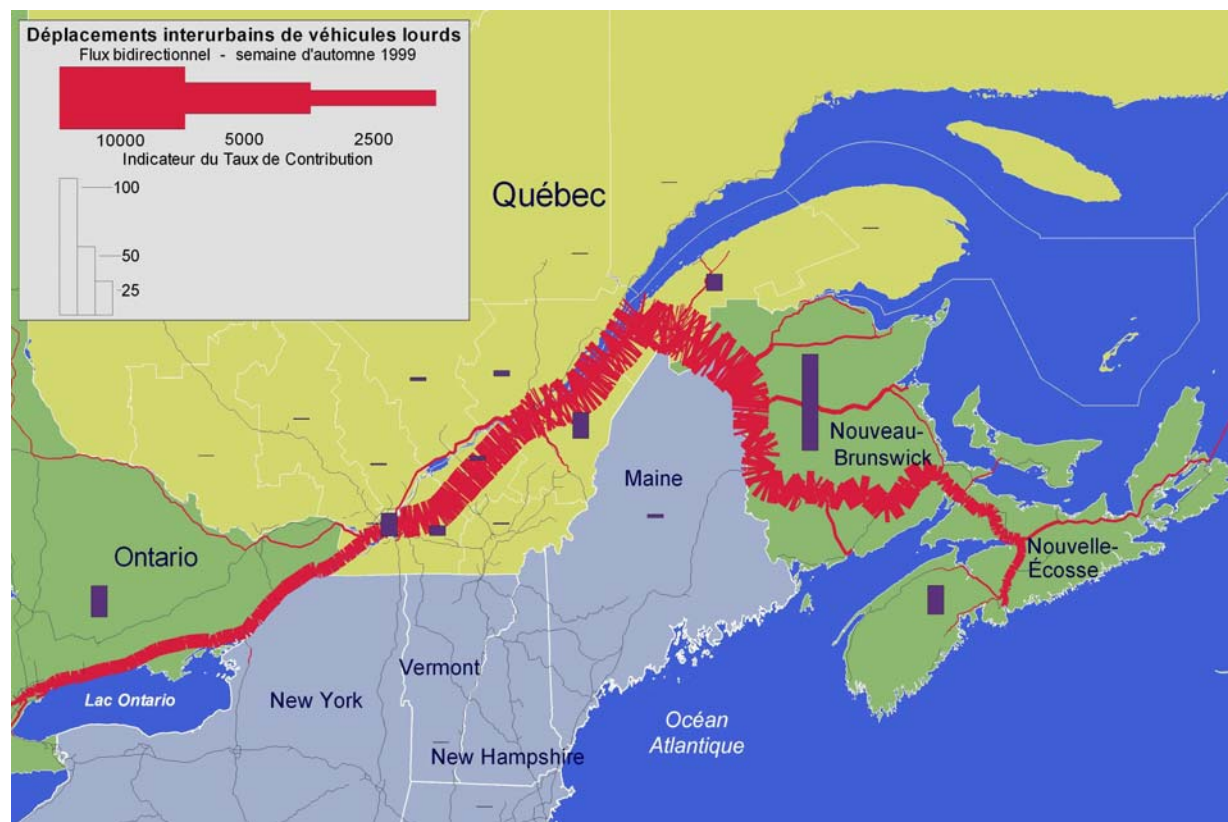 Déplacements interurbains de véhicules lourds
Flux bidirectionnel - semaine d'automne 1999
10000 5000 2500
Indicateur du Taux de Contribution
100
50
25
Québec
Nouveau-
Brunswick
Maine
Ontario
Nouvelle-
Écosse
Vermont
Lac Ontario
New York
Océan
Atlantique
New Hampshire